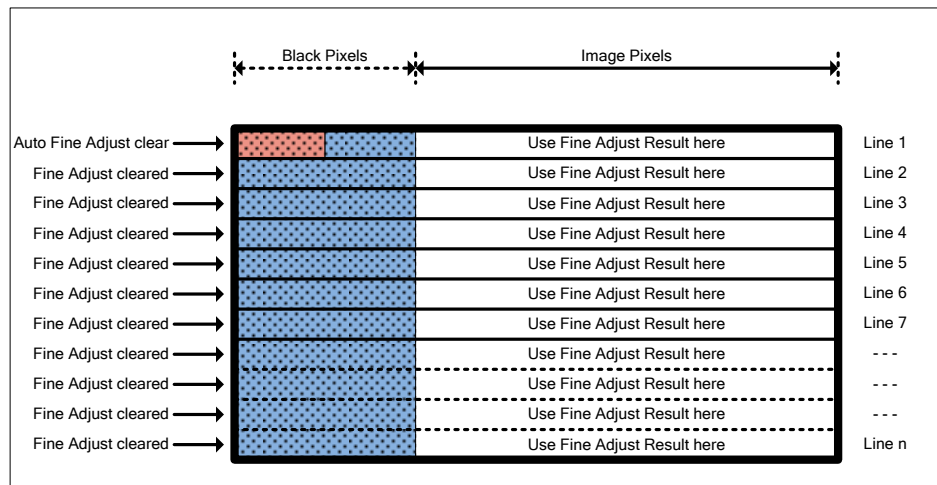 Black Pixels Image Pixels
Auto Fine Adjust clear Use Fine Adjust Result here Line 1
Fine Adjust cleared Use Fine Adjust Result here Line 2
Fine Adjust cleared Use Fine Adjust Result here Line 3
Fine Adjust cleared Use Fine Adjust Result here Line 4
Fine Adjust cleared Use Fine Adjust Result here Line 5
Fine Adjust cleared Use Fine Adjust Result here Line 6
Fine Adjust cleared Use Fine Adjust Result here Line 7
Fine Adjust cleared Use Fine Adjust Result here - - -
Fine Adjust cleared Use Fine Adjust Result here - - -
Fine Adjust cleared Use Fine Adjust Result here - - -
Fine Adjust cleared Use Fine Adjust Result here Line n